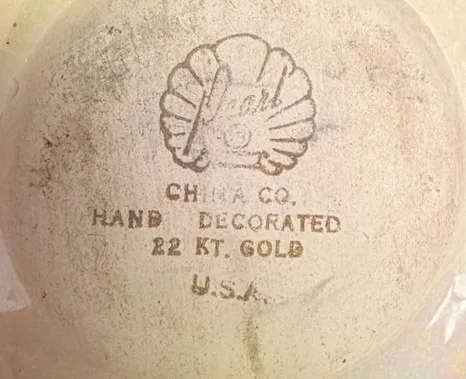 Pearl
CHINA CO.
HAND DECORATED
22 KT. GOLD
U.S.A.